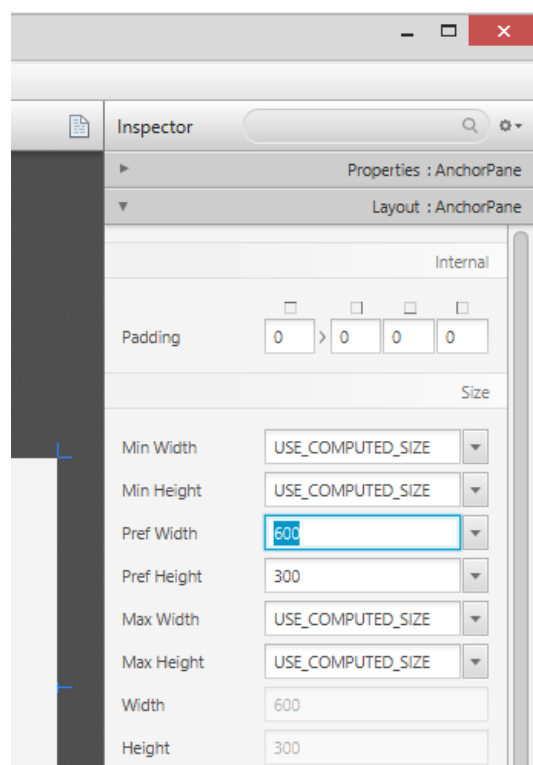 Inspector
Properties : AnchorPane
Layout : AnchorPane
Internal
Padding 0 0 0 0
Size
Min Width USE_COMPUTED_SIZE
Min Height USE_COMPUTED_SIZE
Pref Width 600
Pref Height 300
Max Width USE_COMPUTED_SIZE
Max Height USE_COMPUTED_SIZE
Width 600
Height 300